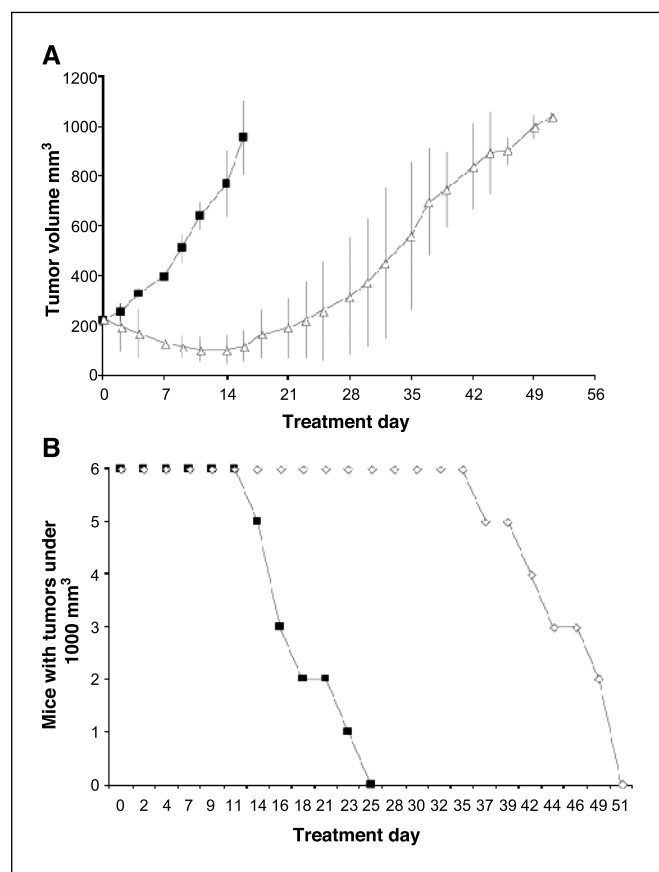 A
Tumor volume mm³
1200
1000
800
600
400
200
0
0 7 14 21 28 35 42 49 56
Treatment day
B
Mice with tumors under
1000 mm³
6
5
4
3
2
1
0
0 2 4 7 9 11 14 16 18 21 23 25 28 30 32 35 37 39 42 44 46 49 51
Treatment day